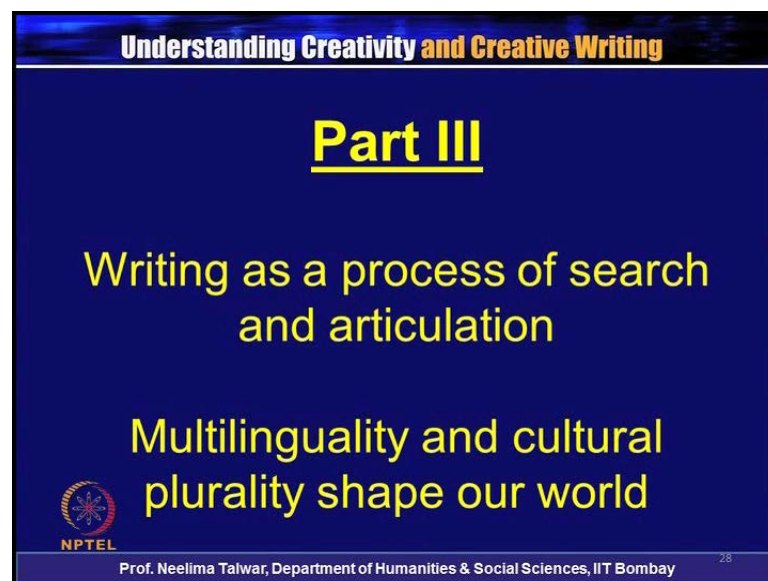 Understanding Creativity and Creative Writing
Part III
Writing as a process of search
and articulation
Multilinguality and cultural
plurality shape our world
NPTEL
Prof. Neelima Talwar, Department of Humanities & Social Sciences, IIT Bombay
28